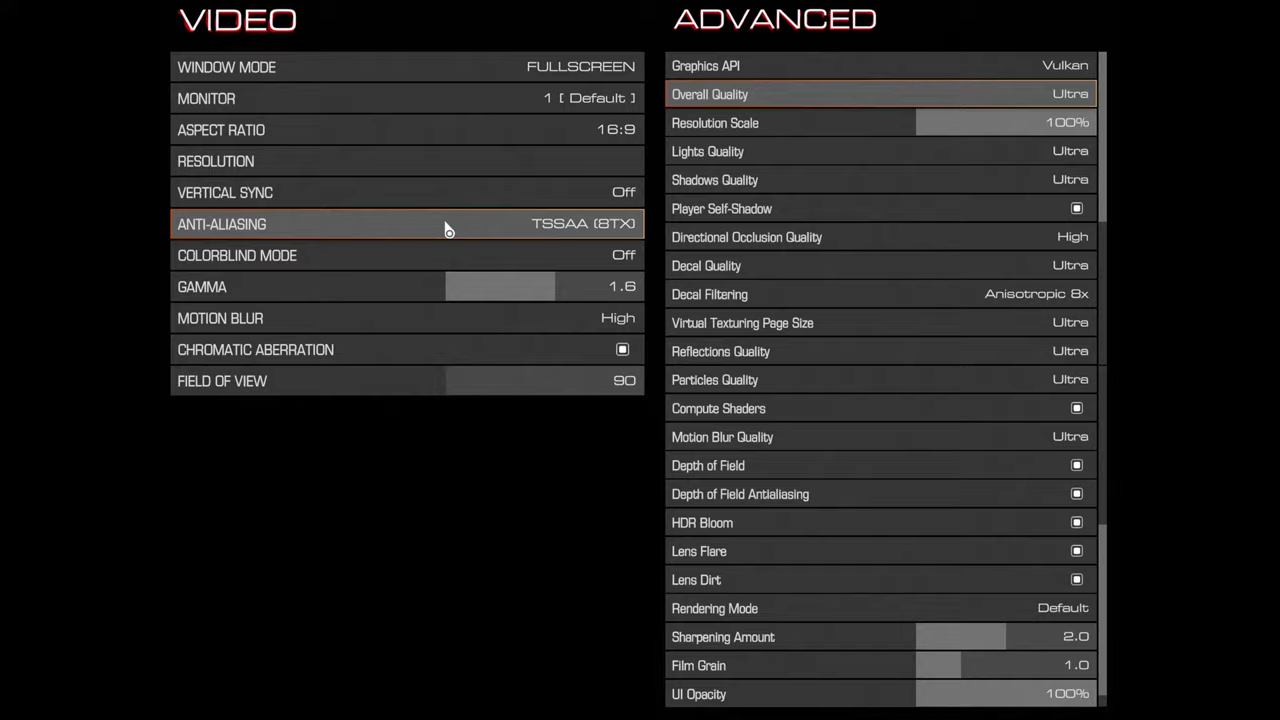 VIDEO
WINDOW MODE FULLSCREEN
MONITOR 1 [ Default ]
ASPECT RATIO 16:9
RESOLUTION
VERTICAL SYNC Off
ANTI-ALIASING TSSAA (8TX)
COLORBLIND MODE Off
GAMMA 1.6
MOTION BLUR High
CHROMATIC ABERRATION
FIELD OF VIEW 90
ADVANCED
Graphics API Vulkan
Overall Quality Ultra
Resolution Scale 100%
Lights Quality Ultra
Shadows Quality Ultra
Player Self-Shadow
Directional Occlusion Quality High
Decal Quality Ultra
Decal Filtering Anisotropic 8x
Virtual Texturing Page Size Ultra
Reflections Quality Ultra
Particles Quality Ultra
Compute Shaders
Motion Blur Quality Ultra
Depth of Field
Depth of Field Antialiasing
HDR Bloom
Lens Flare
Lens Dirt
Rendering Mode Default
Sharpening Amount 2.0
Film Grain 1.0
UI Opacity 100%